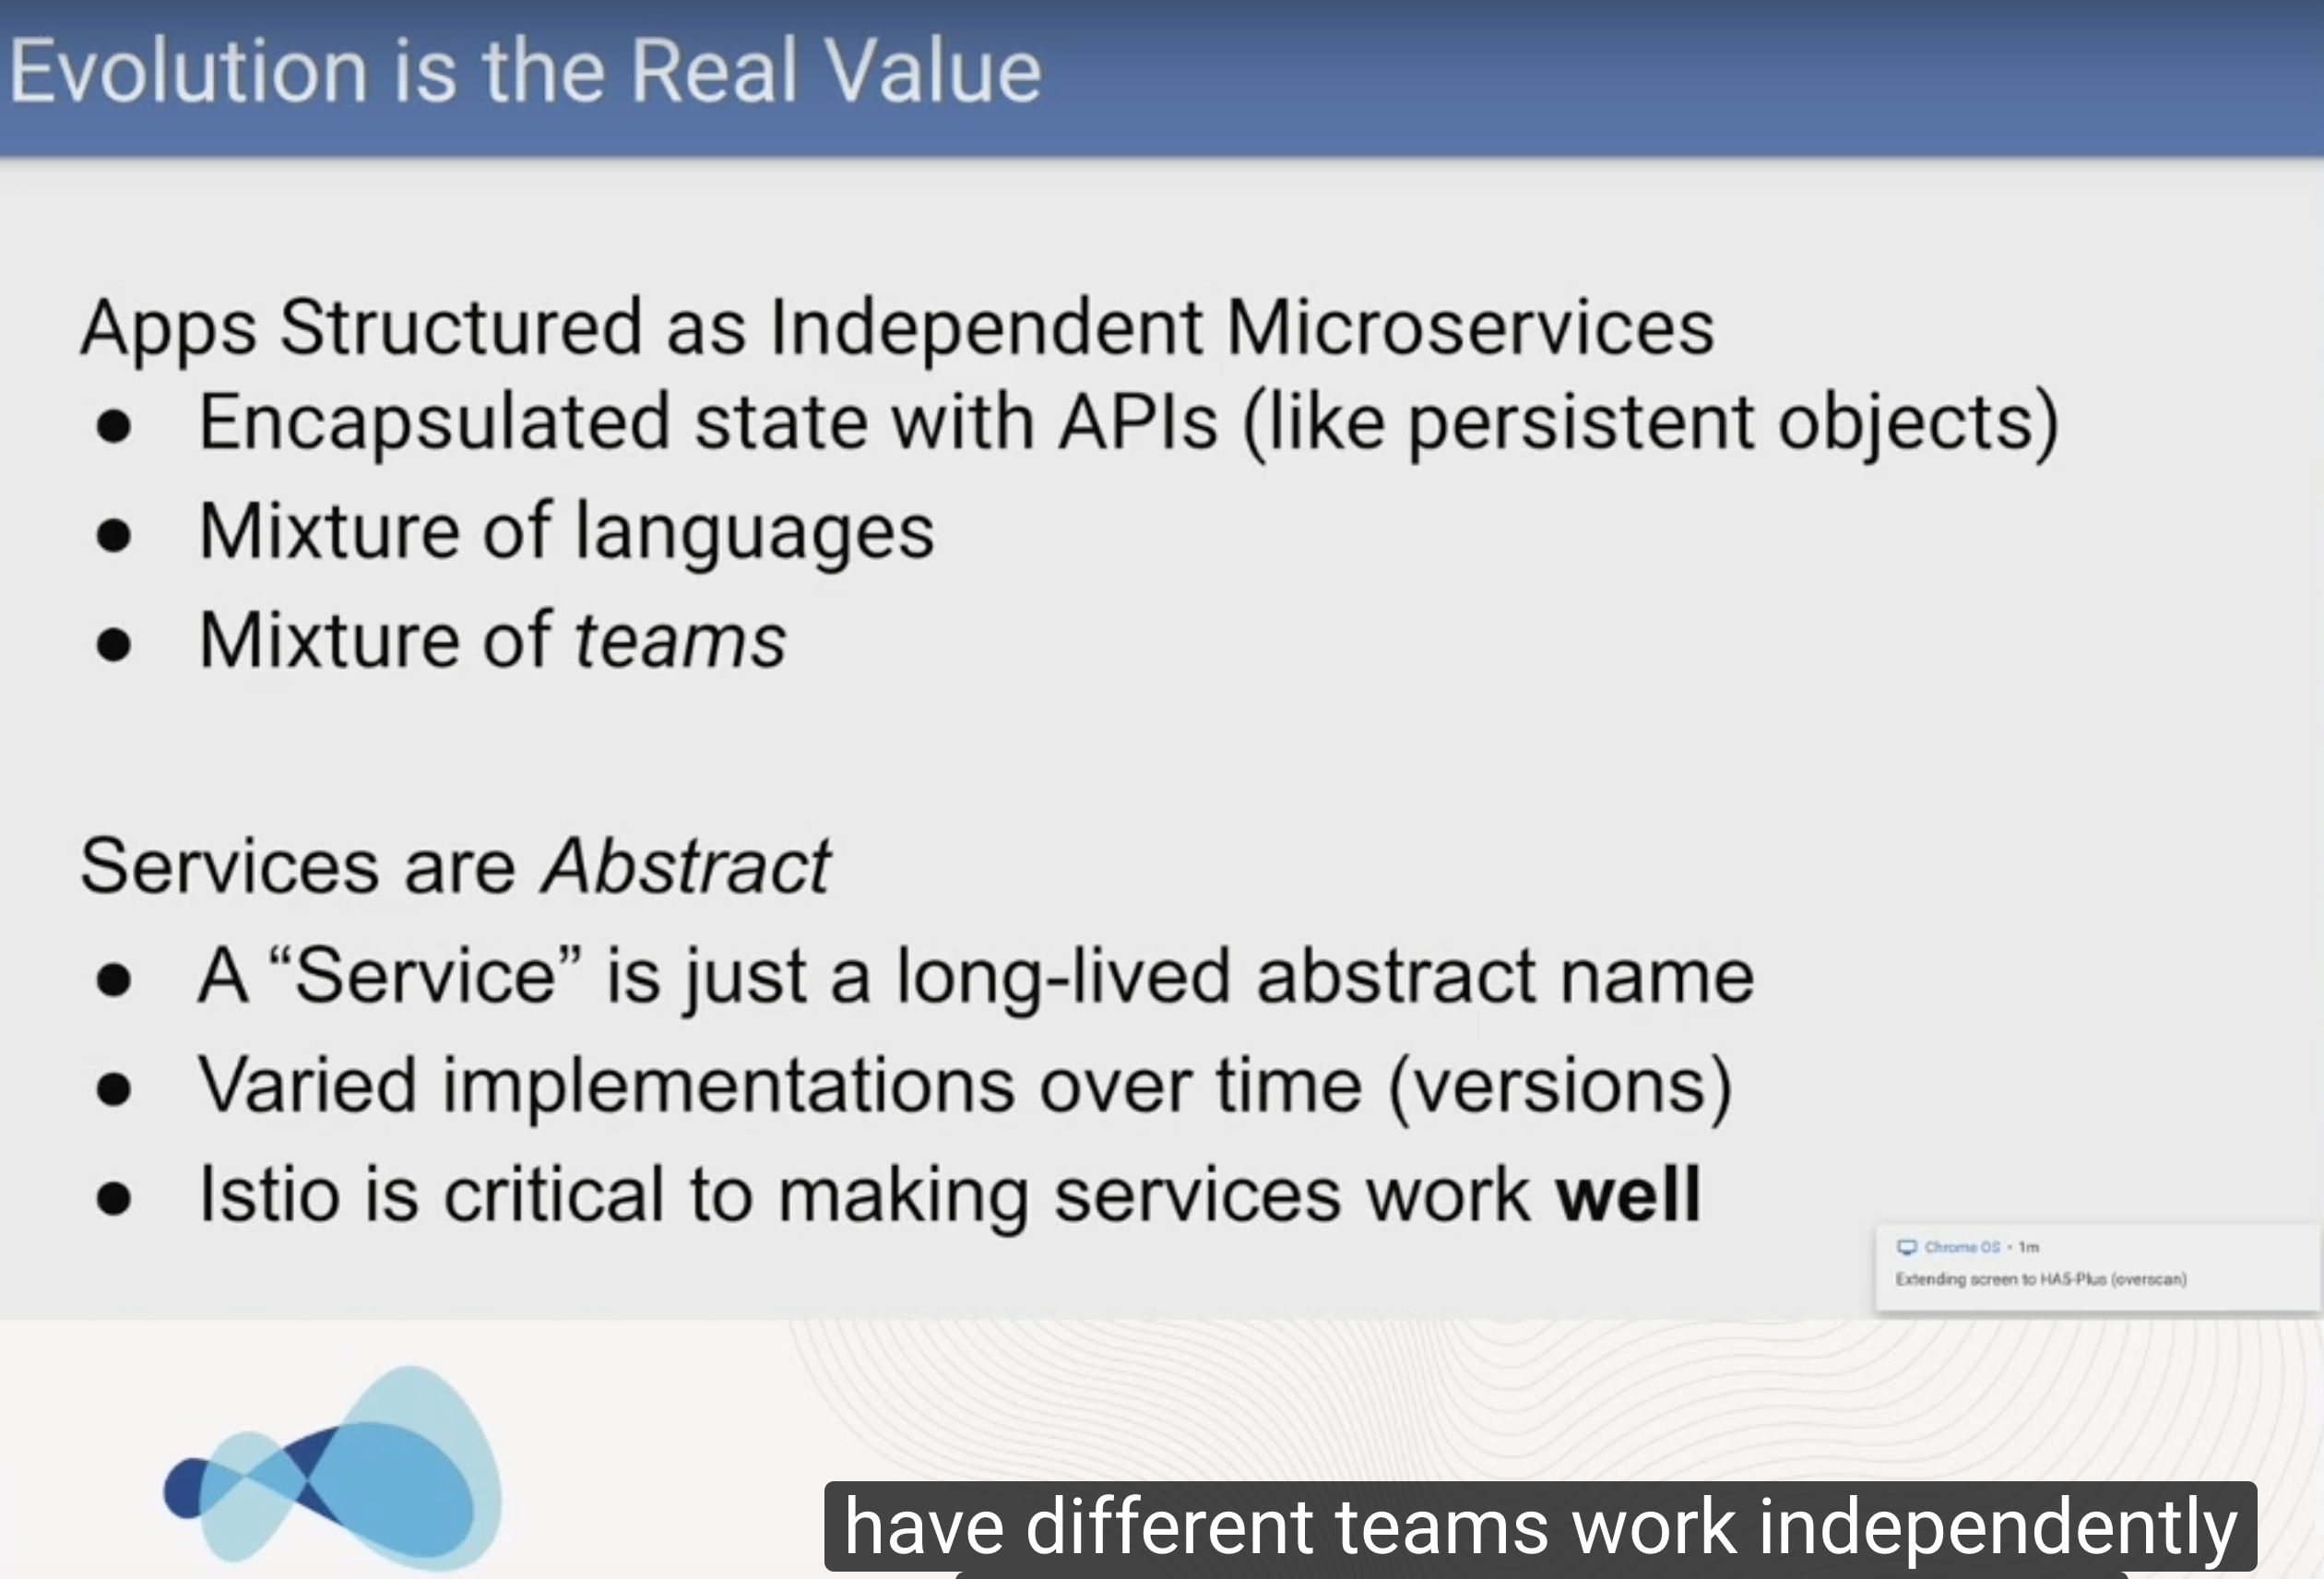 Evolution is the Real Value
Apps Structured as Independent Microservices
● Encapsulated state with APIs (like persistent objects)
● Mixture of languages
● Mixture of teams
Services are Abstract
● A “Service” is just a long-lived abstract name
● Varied implementations over time (versions)
● Istio is critical to making services work well
Chrome OS • 1m
Extending screen to HA5-Plus (overscan)
have different teams work independently